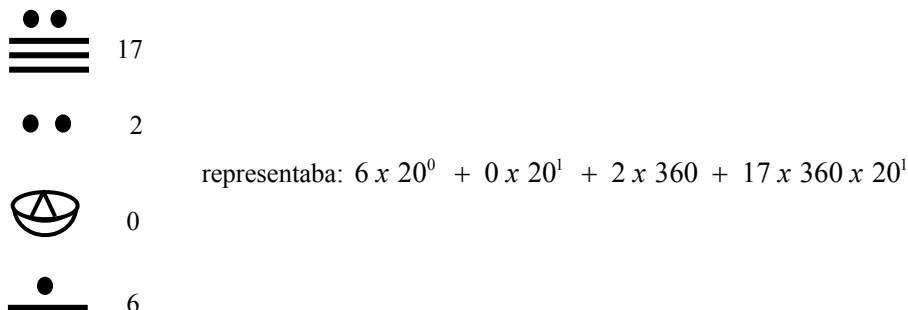 17
2
representaba: 6 x 20⁰ + 0 x 20¹ + 2 x 360 + 17 x 360 x 20¹
0
6